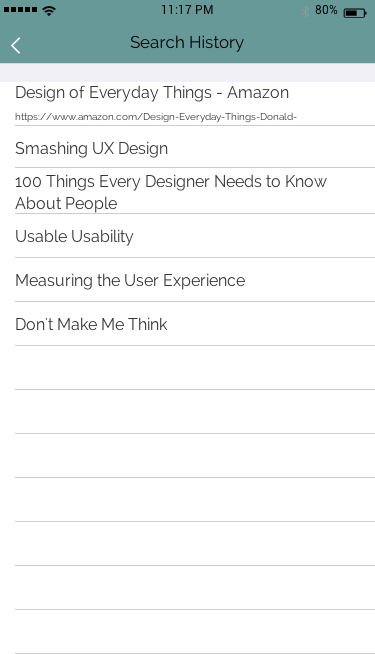 11:17 PM
80%
Search History
Design of Everyday Things - Amazon
https://www.amazon.com/Design-Everyday-Things-Donald-
Smashing UX Design
100 Things Every Designer Needs to Know
About People
Usable Usability
Measuring the User Experience
Don't Make Me Think